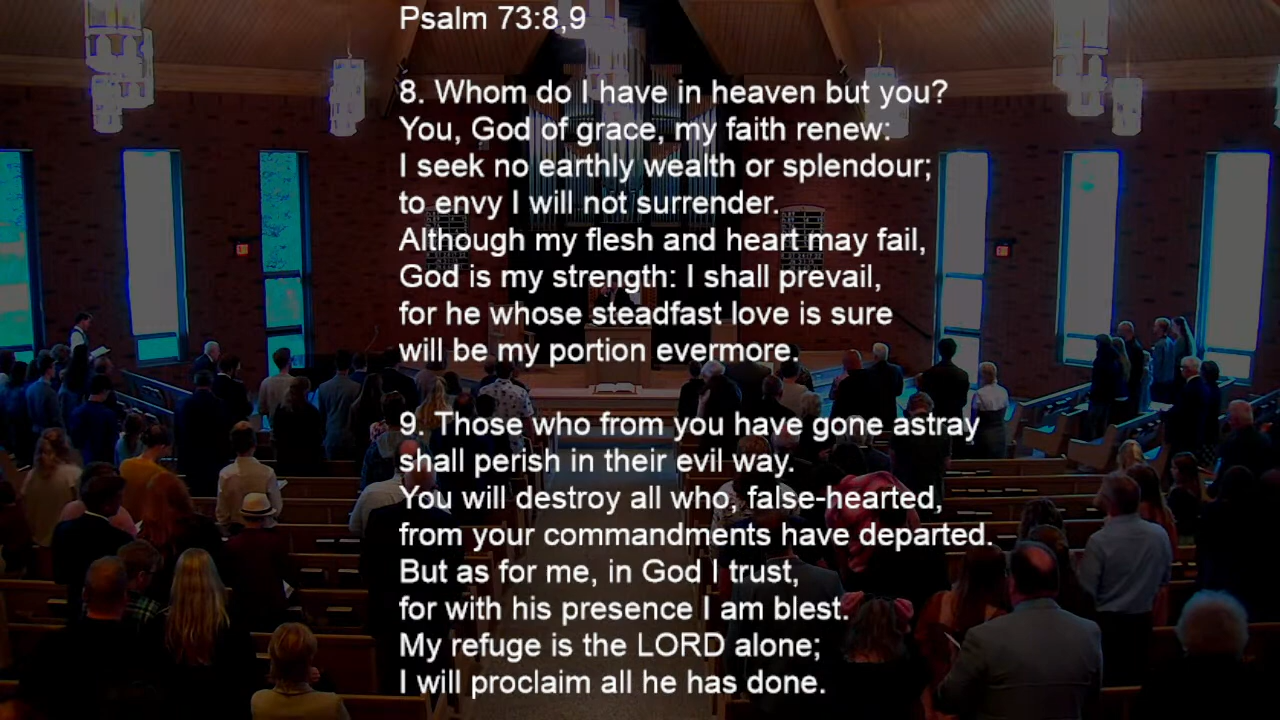 Psalm 73:8,9
8. Whom do I have in heaven but you?
You, God of grace, my faith renew:
I seek no earthly wealth or splendour;
to envy I will not surrender.
Although my flesh and heart may fail,
God is my strength: I shall prevail,
for he whose steadfast love is sure
will be my portion evermore.
9. Those who from you have gone astray
shall perish in their evil way.
You will destroy all who, false-hearted,
from your commandments have departed.
But as for me, in God I trust,
for with his presence I am blest.
My refuge is the LORD alone;
I will proclaim all he has done.